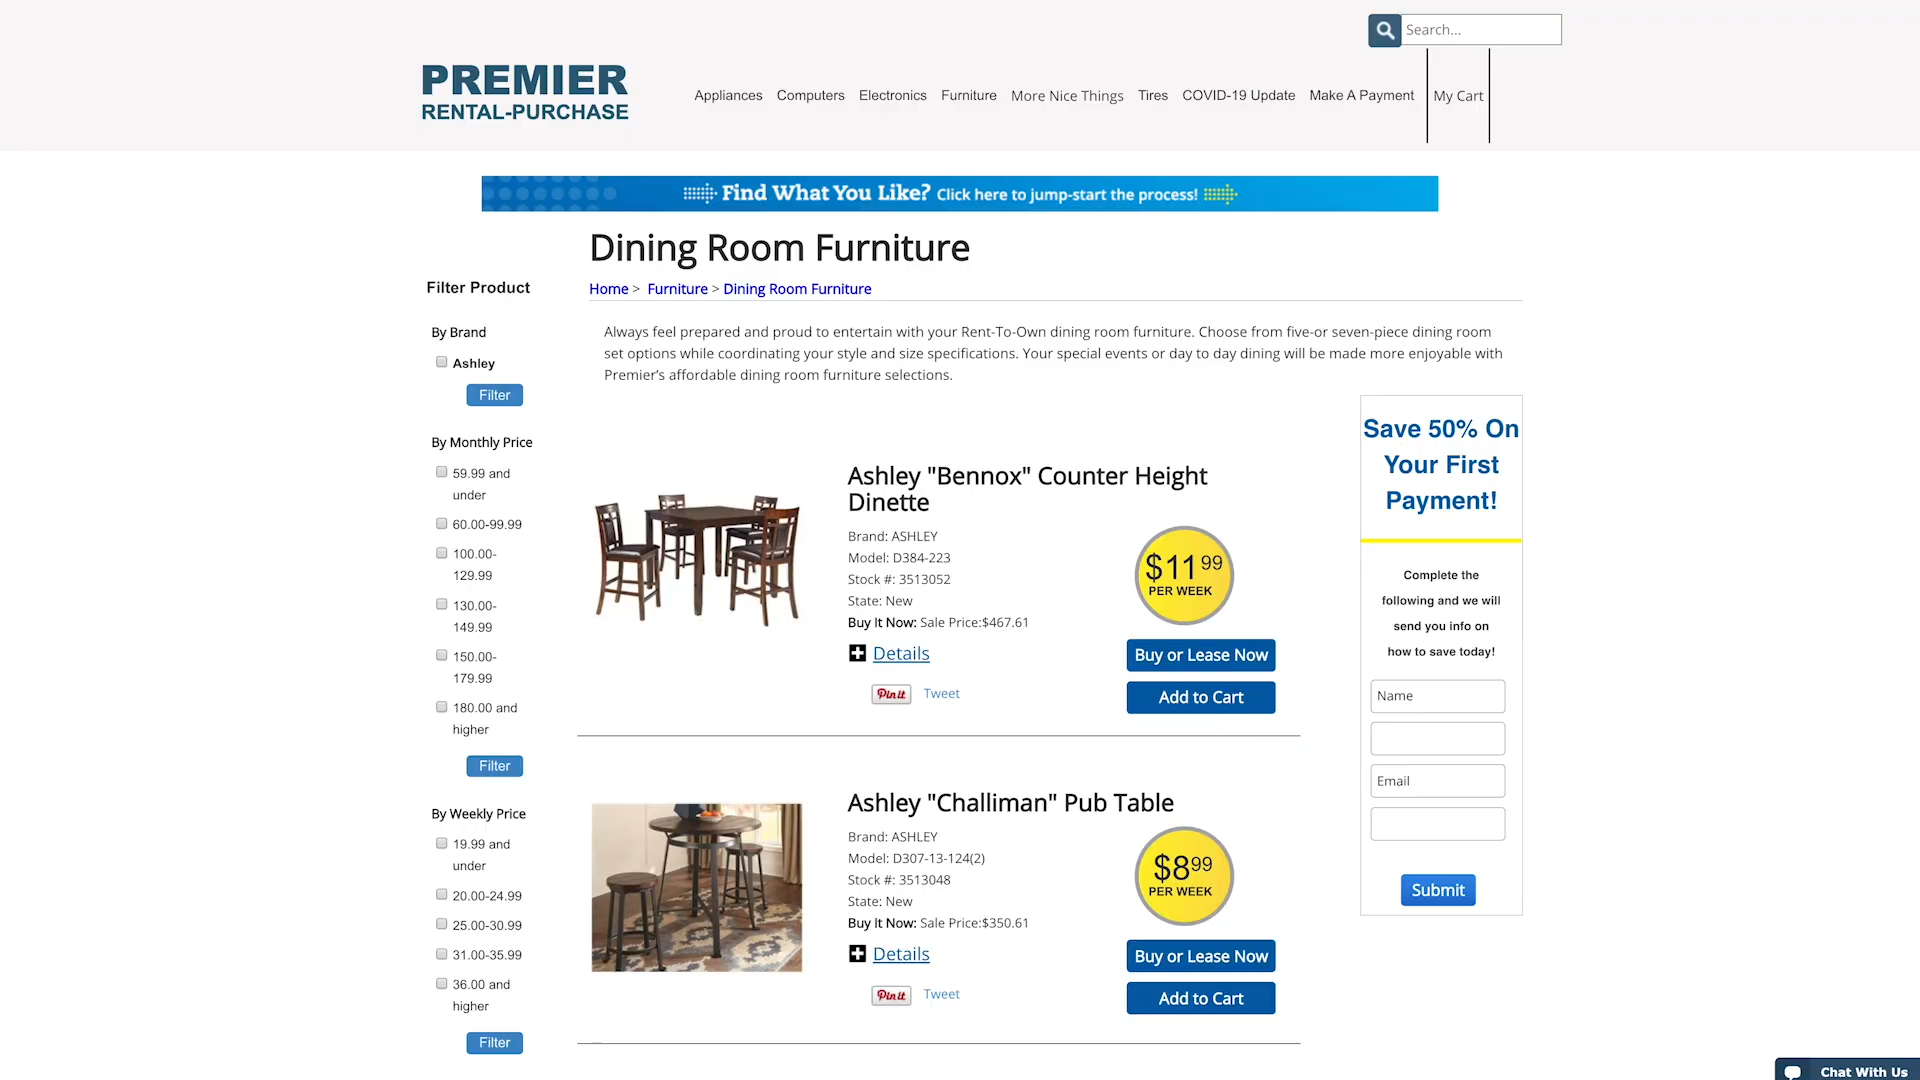 Search...
PREMIER
RENTAL-PURCHASE
Appliances Computers Electronics Furniture More Nice Things Tires COVID-19 Update Make A Payment My Cart
Find What You Like? Click here to jump-start the process!
Dining Room Furniture
Home > Furniture > Dining Room Furniture
Filter Product
By Brand
Ashley
Filter
By Monthly Price
59.99 and
under
60.00-99.99
100.00-
129.99
130.00-
149.99
150.00-
179.99
180.00 and
higher
Filter
By Weekly Price
19.99 and
under
20.00-24.99
25.00-30.99
31.00-35.99
36.00 and
higher
Filter
Always feel prepared and proud to entertain with your Rent-To-Own dining room furniture. Choose from five-or seven-piece dining room
set options while coordinating your style and size specifications. Your special events or day to day dining will be made more enjoyable with
Premier's affordable dining room furniture selections.
Ashley "Bennox" Counter Height
Dinette
Brand: ASHLEY
Model: D384-223
Stock #: 3513052
State: New
Buy It Now: Sale Price:$467.61
Details
Pin it Tweet
$11 99
PER WEEK
Buy or Lease Now
Add to Cart
Ashley "Challiman" Pub Table
Brand: ASHLEY
Model: D307-13-124(2)
Stock #: 3513048
State: New
Buy It Now: Sale Price:$350.61
Details
Pin it Tweet
$8 99
PER WEEK
Buy or Lease Now
Add to Cart
Save 50% On
Your First
Payment!
Complete the
following and we will
send you info on
how to save today!
Name
Email
Submit
Chat With Us